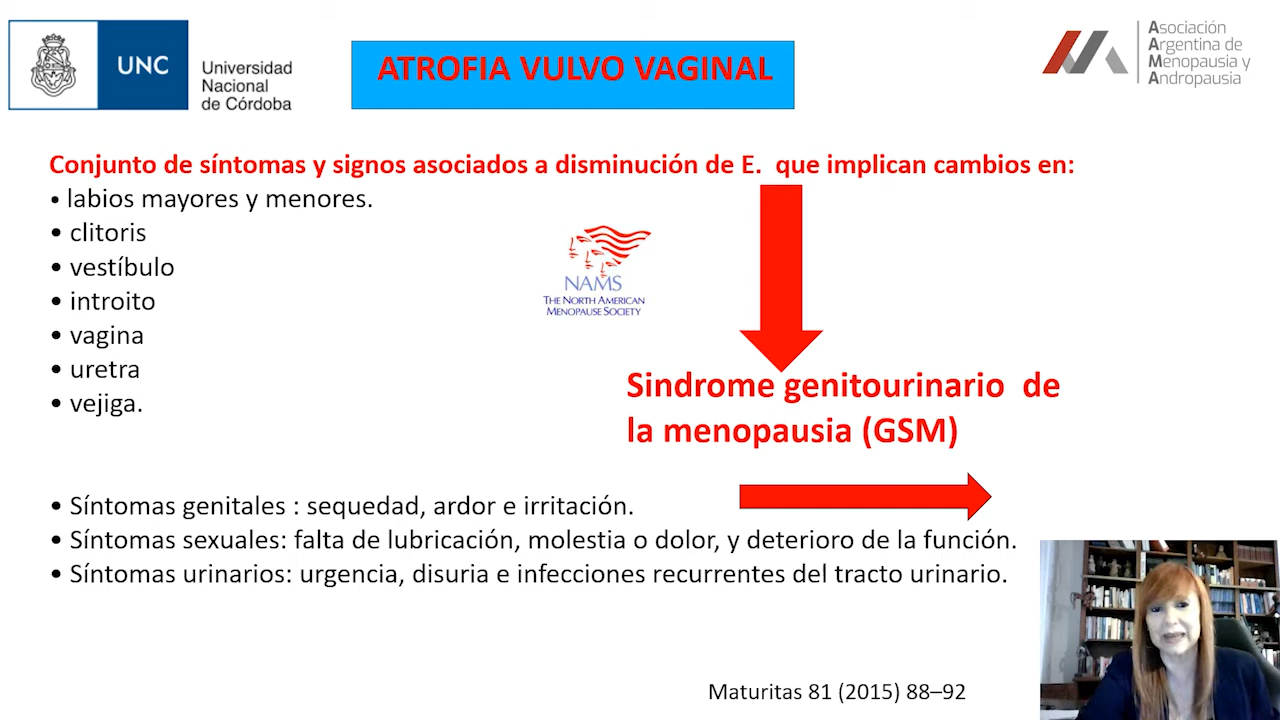 UNC
Universidad
Nacional
de Córdoba
ATROFIA VULVO VAGINAL
Asociación
Argentina de
Menopausia y
Andropausia
Conjunto de síntomas y signos asociados a disminución de E.  que implican cambios en:
• labios mayores y menores.
• clitoris
• vestíbulo
• introito
• vagina
• uretra
• vejiga.
NAMS
THE NORTH AMERICAN
MENOPAUSE SOCIETY
Sindrome genitourinario  de
la menopausia (GSM)
• Síntomas genitales : sequedad, ardor e irritación.
• Síntomas sexuales: falta de lubricación, molestia o dolor, y deterioro de la función.
• Síntomas urinarios: urgencia, disuria e infecciones recurrentes del tracto urinario.
Maturitas 81 (2015) 88–92